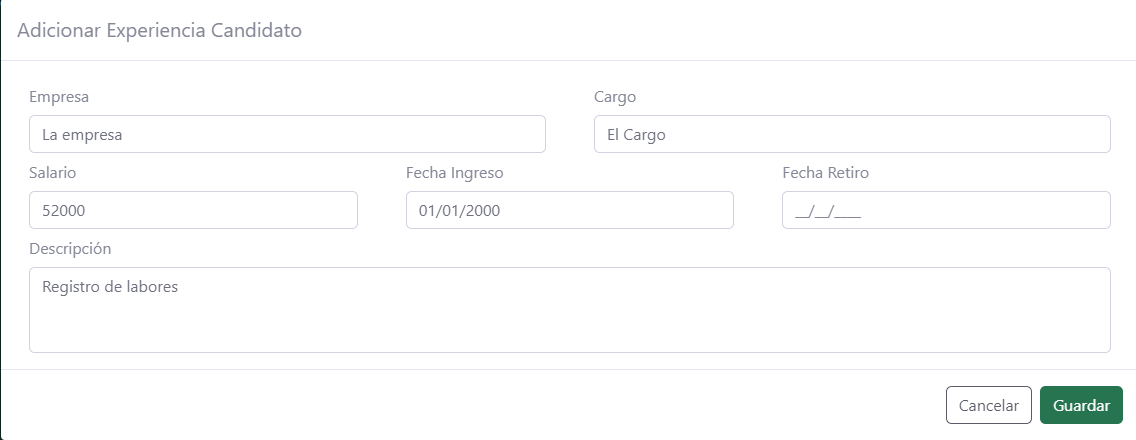 Adicionar Experiencia Candidato
Empresa
Cargo
La empresa
El Cargo
Salario
Fecha Ingreso
Fecha Retiro
52000
01/01/2000
__/__/____
Descripción
Registro de labores
Cancelar
Guardar